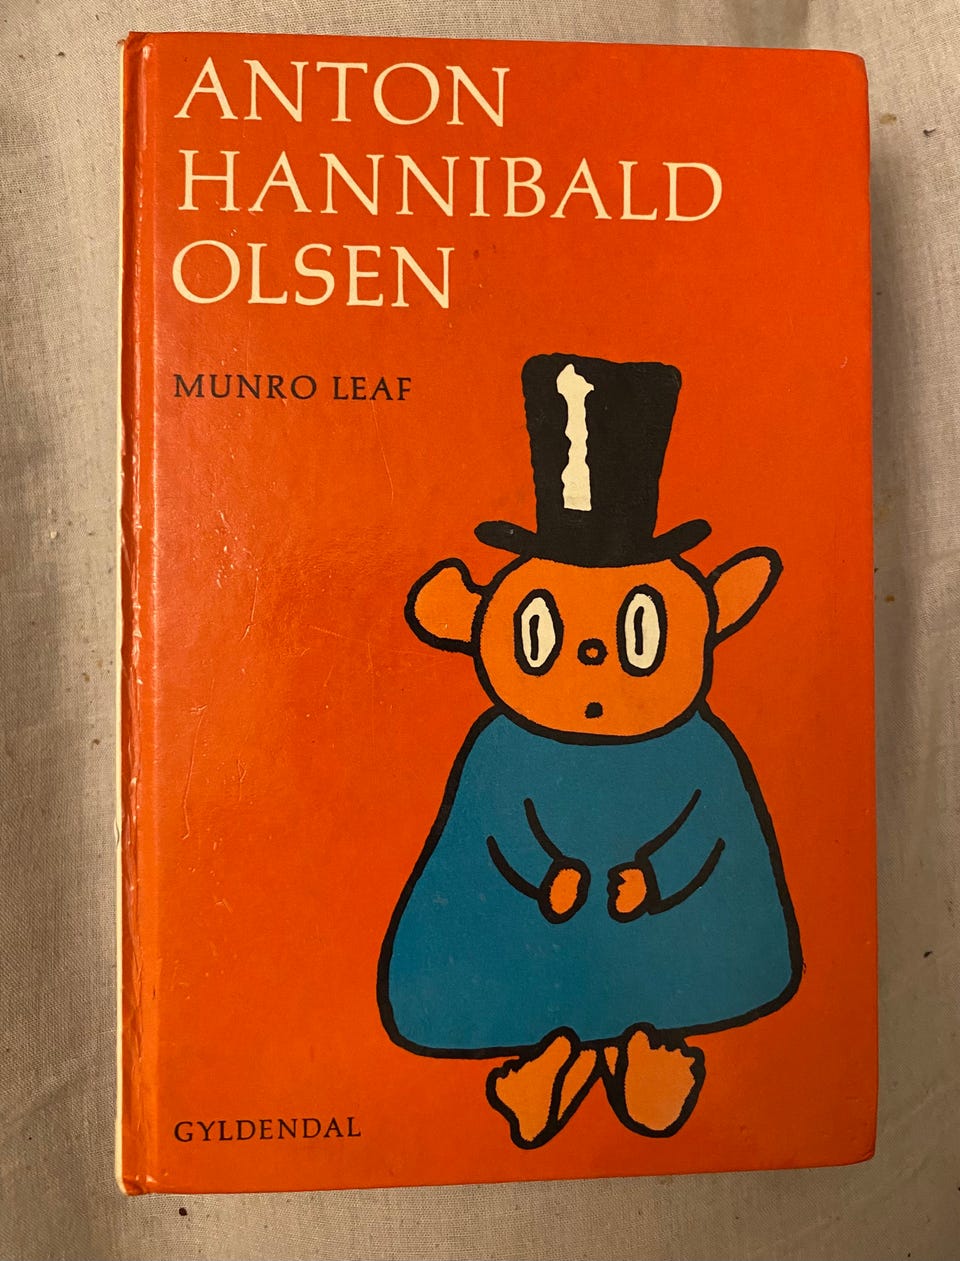 ANTON
HANNIBALD
OLSEN
MUNRO LEAF
GYLDENDAL